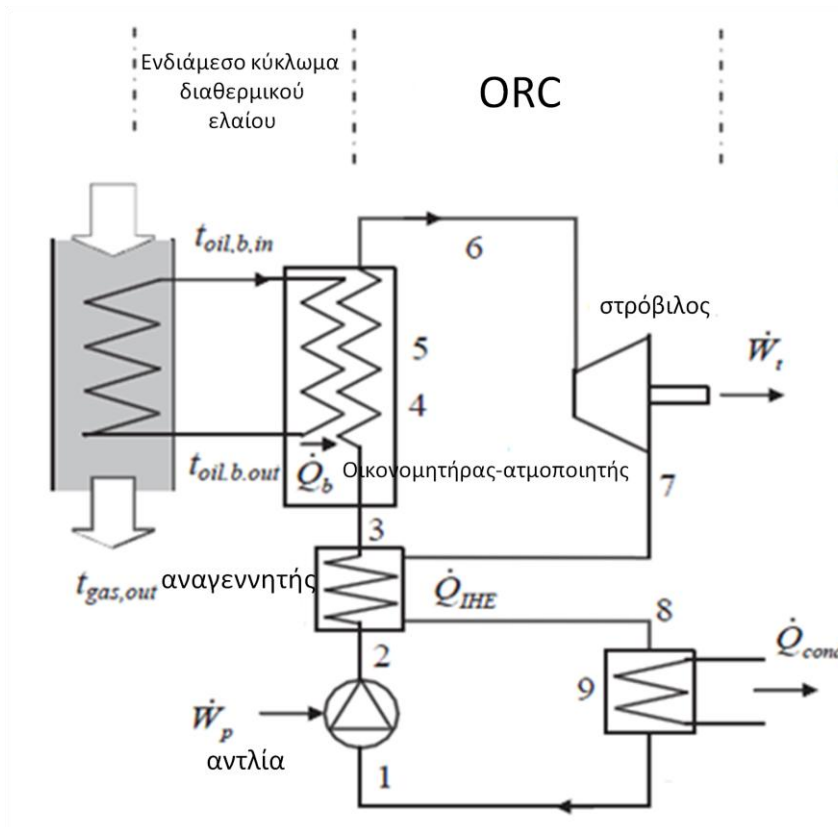 Ενδιάμεσο κύκλωμα
διαθερμικού
ελαίου
ORC
t_oil,b,in
6
στρόβιλος
Ẇ_t
5
4
t_oil.b.out
Q̇_b
Οικονομητήρας-ατμοποιητής
7
3
t_gas,out
αναγεννητής
Q̇_IHE
8
Q̇_cond
2
9
Ẇ_p
αντλία
1